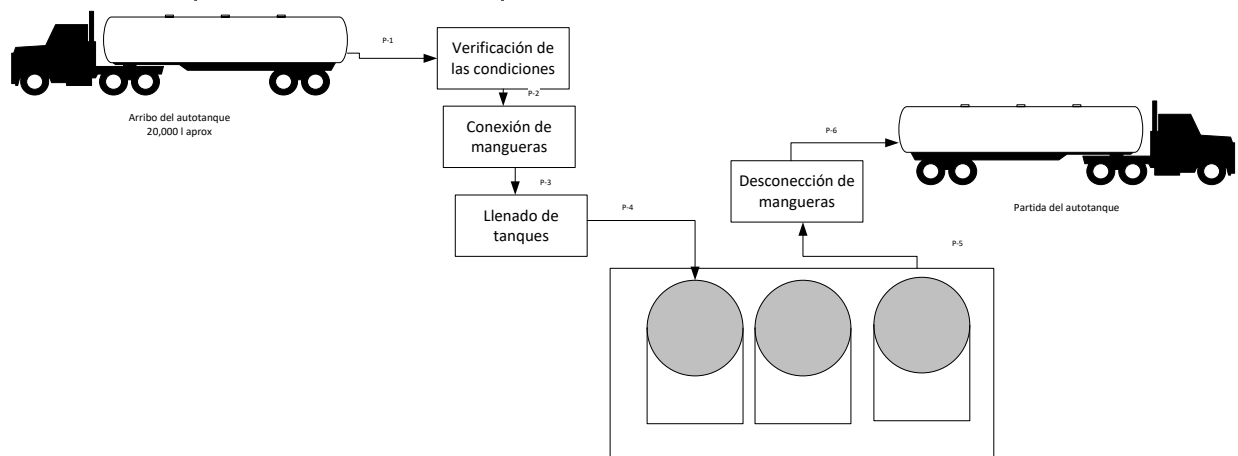 P-1
Verificación de
las condiciones
P-2
Arribo del autotanque
20,000 l aprox
Conexión de
mangueras
P-3
Llenado de
tanques
P-4
P-5
Desconección de
mangueras
P-6
Partida del autotanque